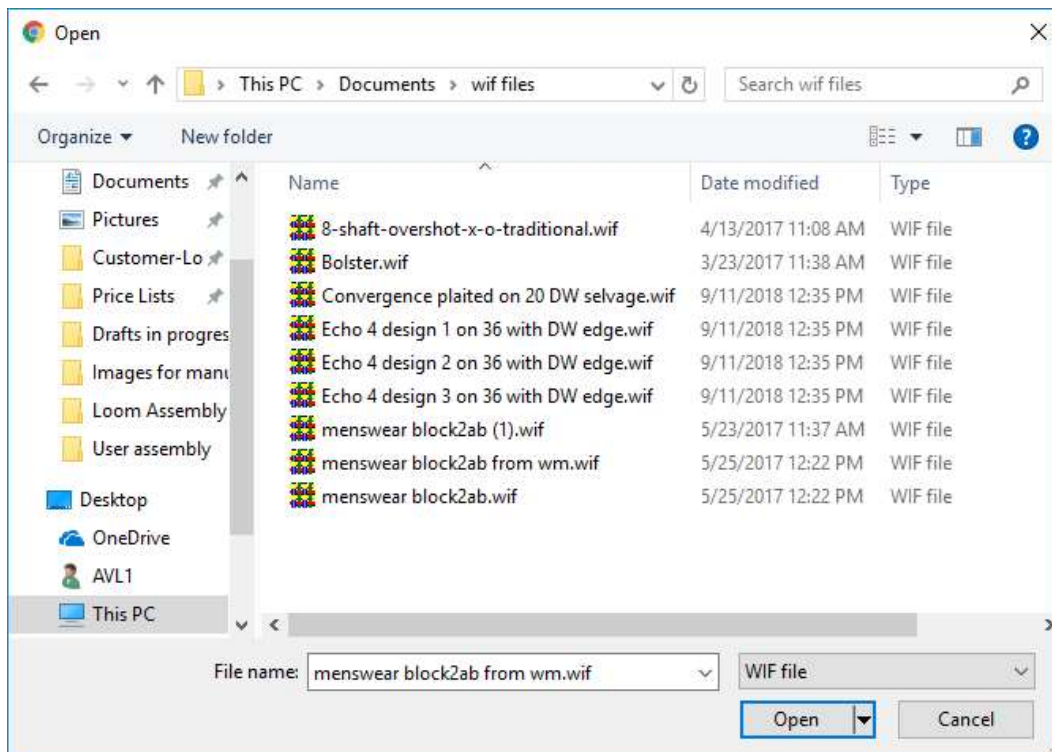 Open
This PC > Documents > wif files
Search wif files
Organize
New folder
Name
Date modified
Type
Documents
Pictures
Customer-Lo
Price Lists
Drafts in progres
Images for manu
Loom Assembly
User assembly
Desktop
OneDrive
AVL1
This PC
8-shaft-overshot-x-o-traditional.wif 4/13/2017 11:08 AM WIF file
Bolster.wif 3/23/2017 11:38 AM WIF file
Convergence plaited on 20 DW selvage.wif 9/11/2018 12:35 PM WIF file
Echo 4 design 1 on 36 with DW edge.wif 9/11/2018 12:35 PM WIF file
Echo 4 design 2 on 36 with DW edge.wif 9/11/2018 12:35 PM WIF file
Echo 4 design 3 on 36 with DW edge.wif 9/11/2018 12:35 PM WIF file
menswear block2ab (1).wif 5/23/2017 11:37 AM WIF file
menswear block2ab from wm.wif 5/25/2017 12:22 PM WIF file
menswear block2ab.wif 5/25/2017 12:22 PM WIF file
File name: menswear block2ab from wm.wif
WIF file
Open
Cancel